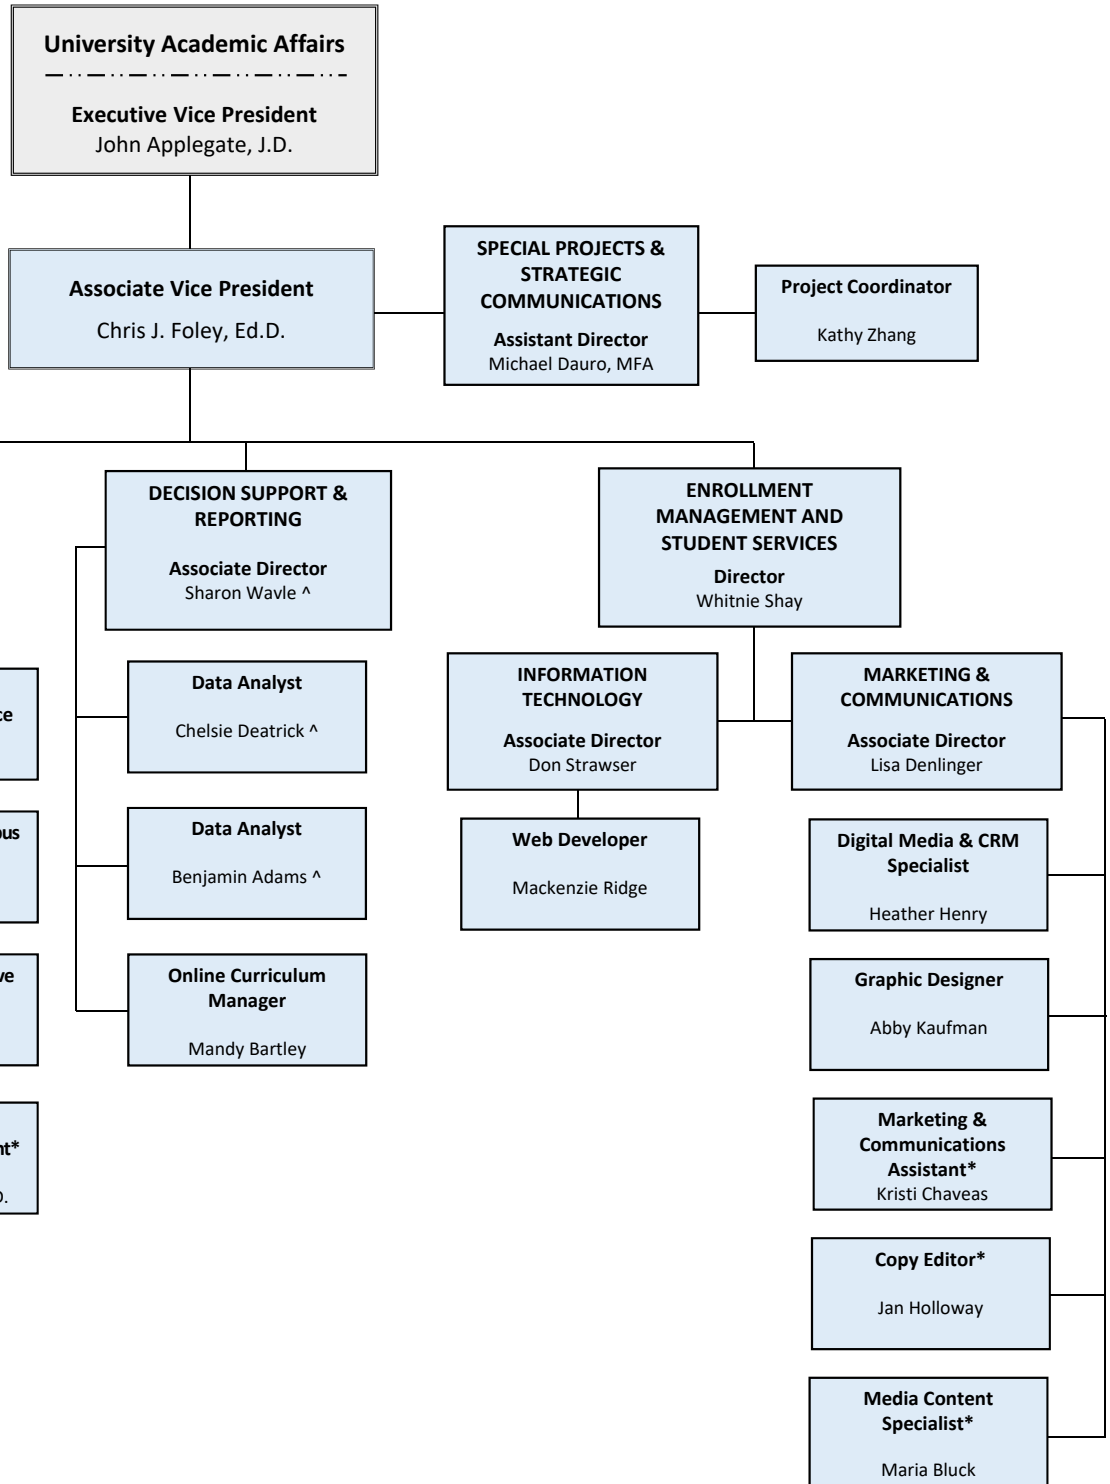 University Academic Affairs
Executive Vice President
John Applegate, J.D.
Associate Vice President
Chris J. Foley, Ed.D.
SPECIAL PROJECTS &
STRATEGIC
COMMUNICATIONS
Assistant Director
Michael Dauro, MFA
Project Coordinator
Kathy Zhang
DECISION SUPPORT &
REPORTING
Associate Director
Sharon Wavle ^
Data Analyst
Chelsie Deatrick ^
Data Analyst
Benjamin Adams ^
Online Curriculum
Manager
Mandy Bartley
ENROLLMENT
MANAGEMENT AND
STUDENT SERVICES
Director
Whitnie Shay
INFORMATION
TECHNOLOGY
Associate Director
Don Strawser
Web Developer
Mackenzie Ridge
MARKETING &
COMMUNICATIONS
Associate Director
Lisa Denlinger
Digital Media & CRM
Specialist
Heather Henry
Graphic Designer
Abby Kaufman
Marketing &
Communications
Assistant*
Kristi Chaveas
Copy Editor*
Jan Holloway
Media Content
Specialist*
Maria Bluck